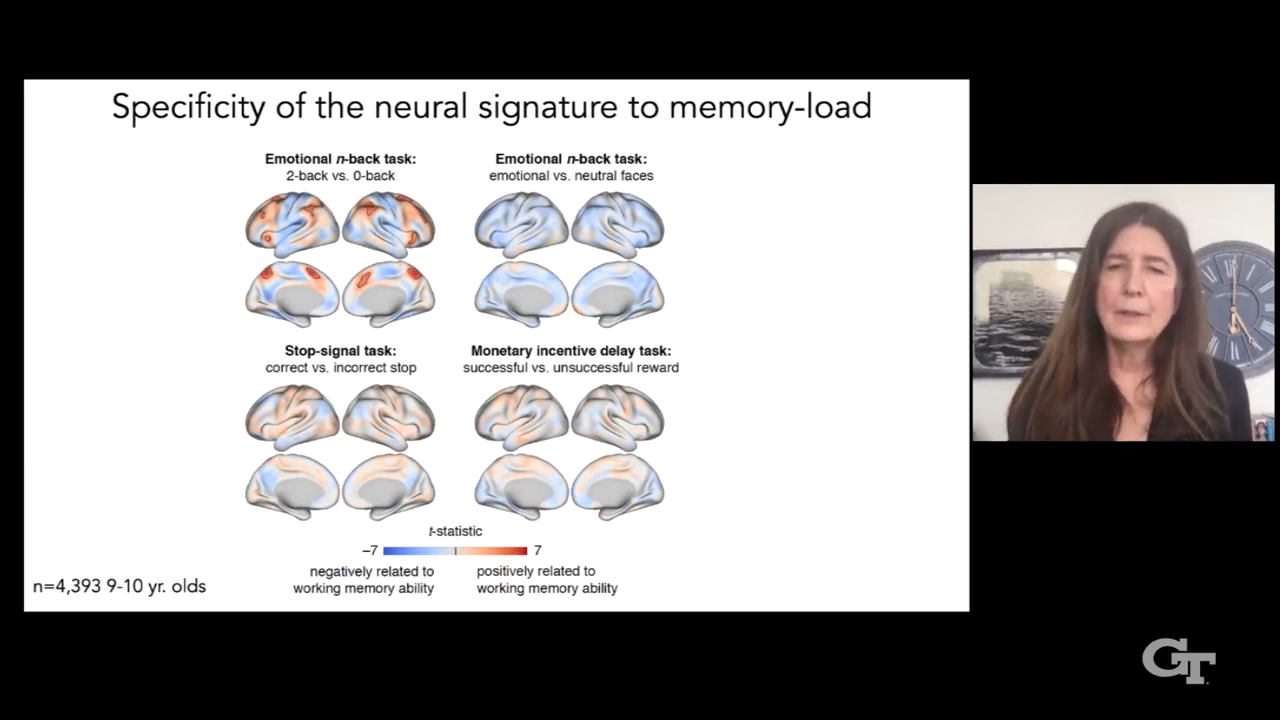 Specificity of the neural signature to memory-load
Emotional n-back task:
2-back vs. 0-back
Emotional n-back task:
emotional vs. neutral faces
Stop-signal task:
correct vs. incorrect stop
Monetary incentive delay task:
successful vs. unsuccessful reward
t-statistic
−7
7
negatively related to
working memory ability
positively related to
working memory ability
n=4,393 9-10 yr. olds
GT